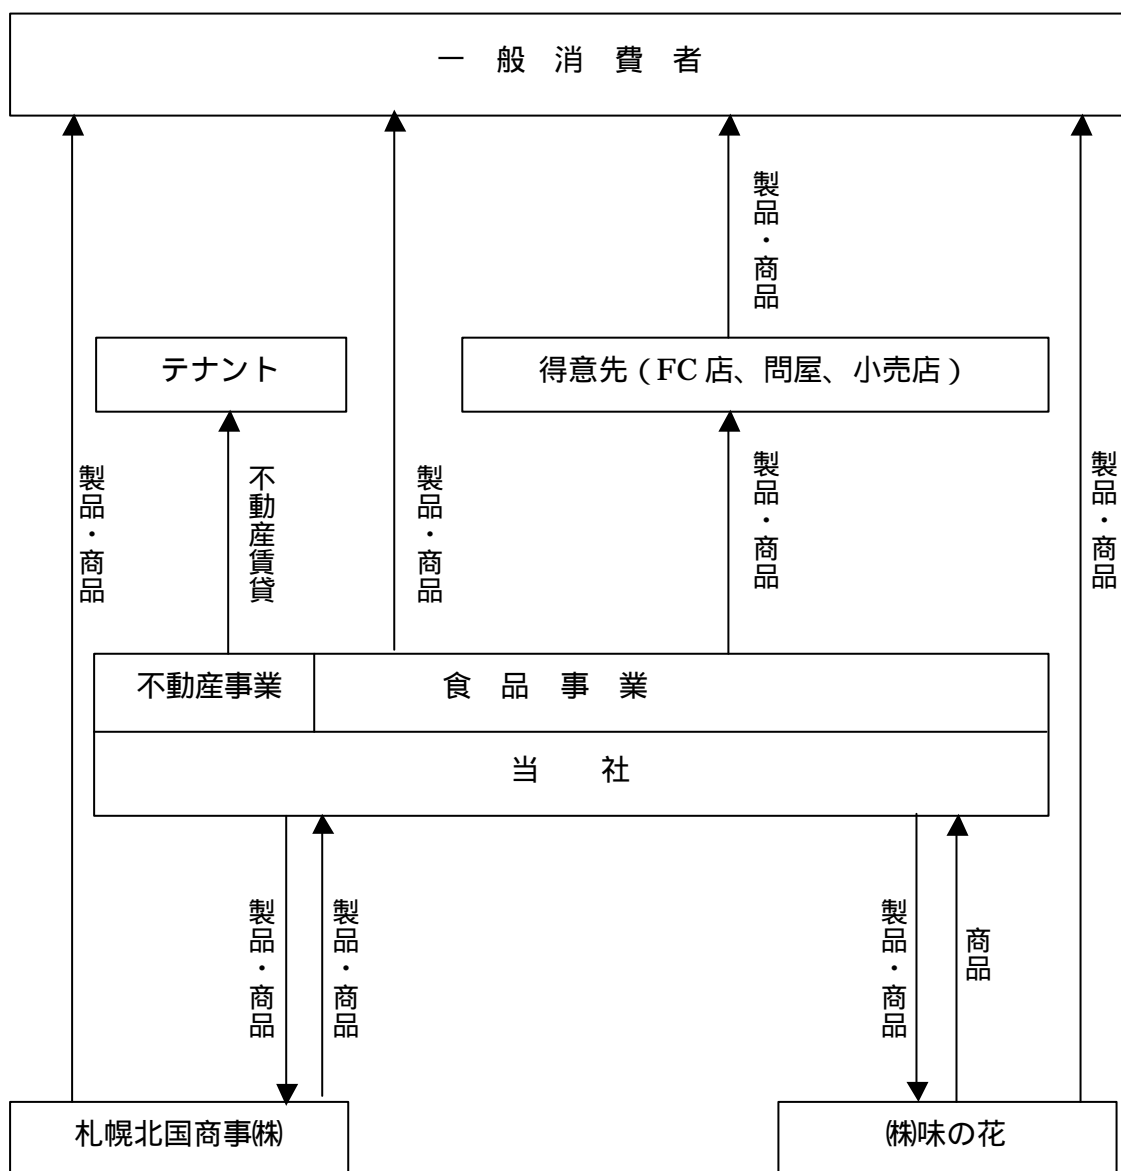 一 般 消 費 者
製品・商品
テナント
得意先（FC 店、問屋、小売店）
製品・商品
不動産賃貸
製品・商品
製品・商品
製品・商品
不動産事業
食 品 事 業
当 社
製品・商品
製品・商品
製品・商品
商品
札幌北国商事㈱
㈱味の花